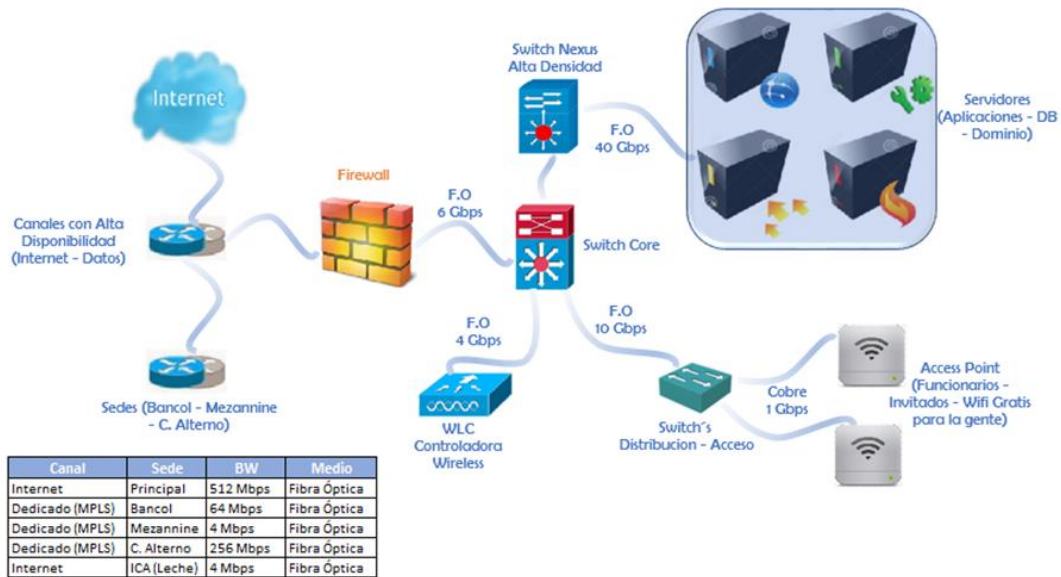 Internet
Canales con Alta
Disponibilidad
(Internet - Datos)
Sedes (Bancol - Mezannine
- C. Alterno)
Firewall
F.O
6 Gbps
Switch Nexus
Alta Densidad
F.O
40 Gbps
Servidores
(Aplicaciones - DB
- Dominio)
Switch Core
F.O
4 Gbps
F.O
10 Gbps
WLC
Controladora
Wireless
Switch´s
Distribucion - Acceso
Cobre
1 Gbps
Access Point
(Funcionarios -
Invitados - Wifi Gratis
para la gente)
Canal Sede BW Medio
Internet Principal 512 Mbps Fibra Óptica
Dedicado (MPLS) Bancol 64 Mbps Fibra Óptica
Dedicado (MPLS) Mezannine 4 Mbps Fibra Óptica
Dedicado (MPLS) C. Alterno 256 Mbps Fibra Óptica
Internet ICA (Leche) 4 Mbps Fibra Óptica